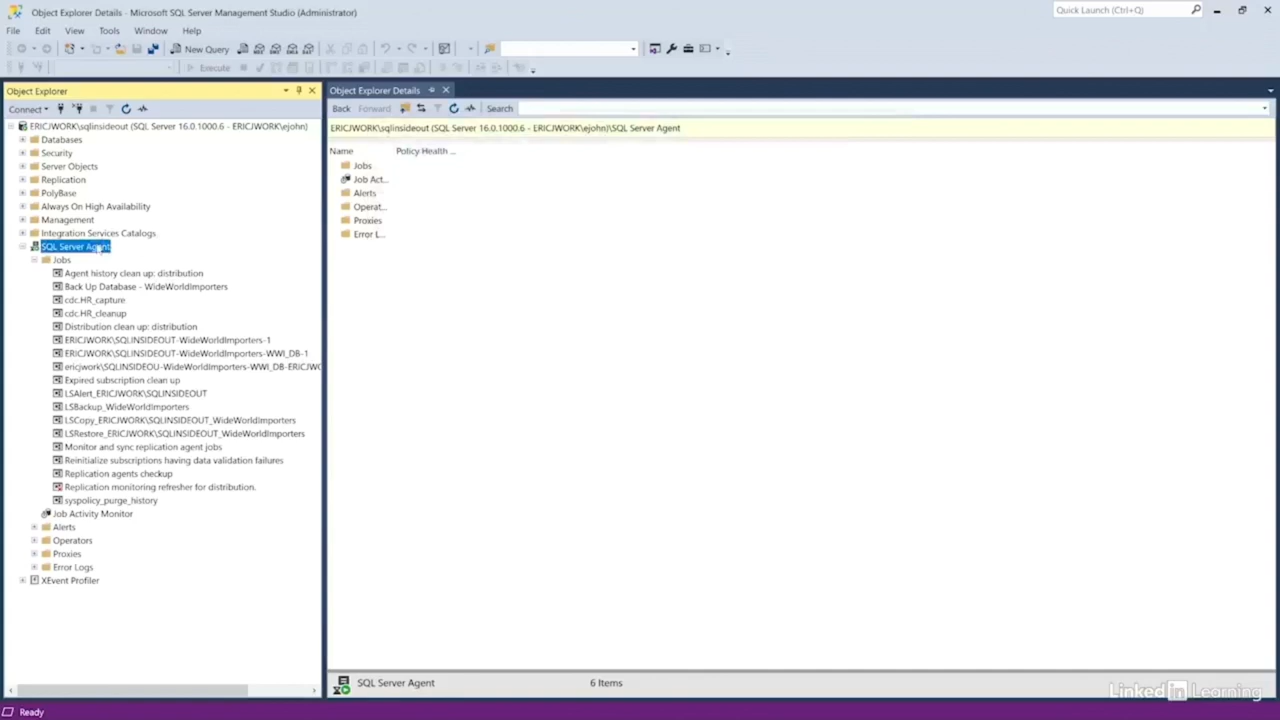 Object Explorer Details - Microsoft SQL Server Management Studio (Administrator)
Quick Launch (Ctrl+Q)
File Edit View Tools Window Help
New Query
Execute
Object Explorer
Connect
ERICJWORK\sqlinsideout (SQL Server 16.0.1000.6 - ERICJWORK\ejohn)
Databases
Security
Server Objects
Replication
PolyBase
Always On High Availability
Management
Integration Services Catalogs
SQL Server Agent
Jobs
Agent history clean up: distribution
Back Up Database - WideWorldImporters
cdc.HR_capture
cdc.HR_cleanup
Distribution clean up: distribution
ERICJWORK\SQLINSIDEOUT-WideWorldImporters-1
ERICJWORK\SQLINSIDEOUT-WideWorldImporters-WWI_DB-1
ericjwork\SQLINSIDEOU-WideWorldImporters-WWI_DB-ERICJWO
Expired subscription clean up
LSAlert_ERICJWORK\SQLINSIDEOUT
LSBackup_WideWorldImporters
LSCopy_ERICJWORK\SQLINSIDEOUT_WideWorldImporters
LSRestore_ERICJWORK\SQLINSIDEOUT_WideWorldImporters
Monitor and sync replication agent jobs
Reinitialize subscriptions having data validation failures
Replication agents checkup
Replication monitoring refresher for distribution.
syspolicy_purge_history
Job Activity Monitor
Alerts
Operators
Proxies
Error Logs
XEvent Profiler
Object Explorer Details
Back Forward Search
ERICJWORK\sqlinsideout (SQL Server 16.0.1000.6 - ERICJWORK\ejohn)\SQL Server Agent
Name Policy Health ...
Jobs
Job Act...
Alerts
Operat...
Proxies
Error L...
SQL Server Agent 6 Items
LinkedIn Learning
Ready